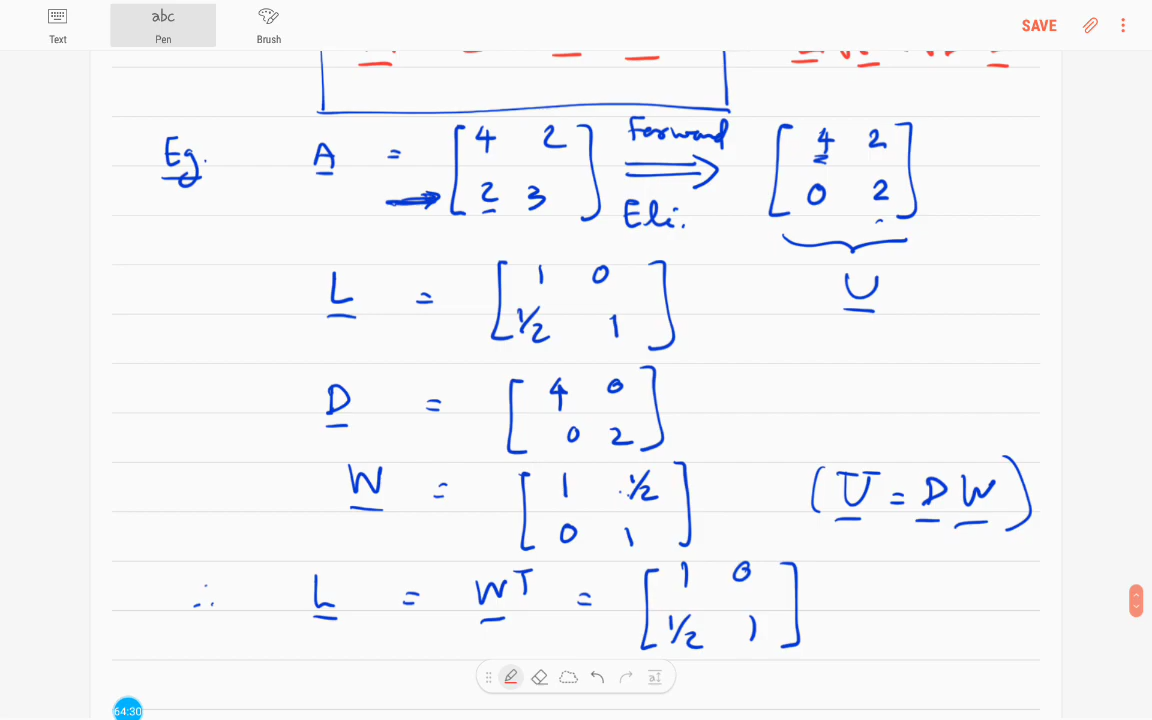 Text
abc
Pen
Brush
SAVE
Eg. A = [4 2 Forward [4 2
2 3] Eli. 0 2]
L = [1 0 U
1/2 1]
D = [4 0
0 2]
W = [1 1/2 (U = D W)
0 1]
∴ L = W^T = [1 0
1/2 1]
64:30